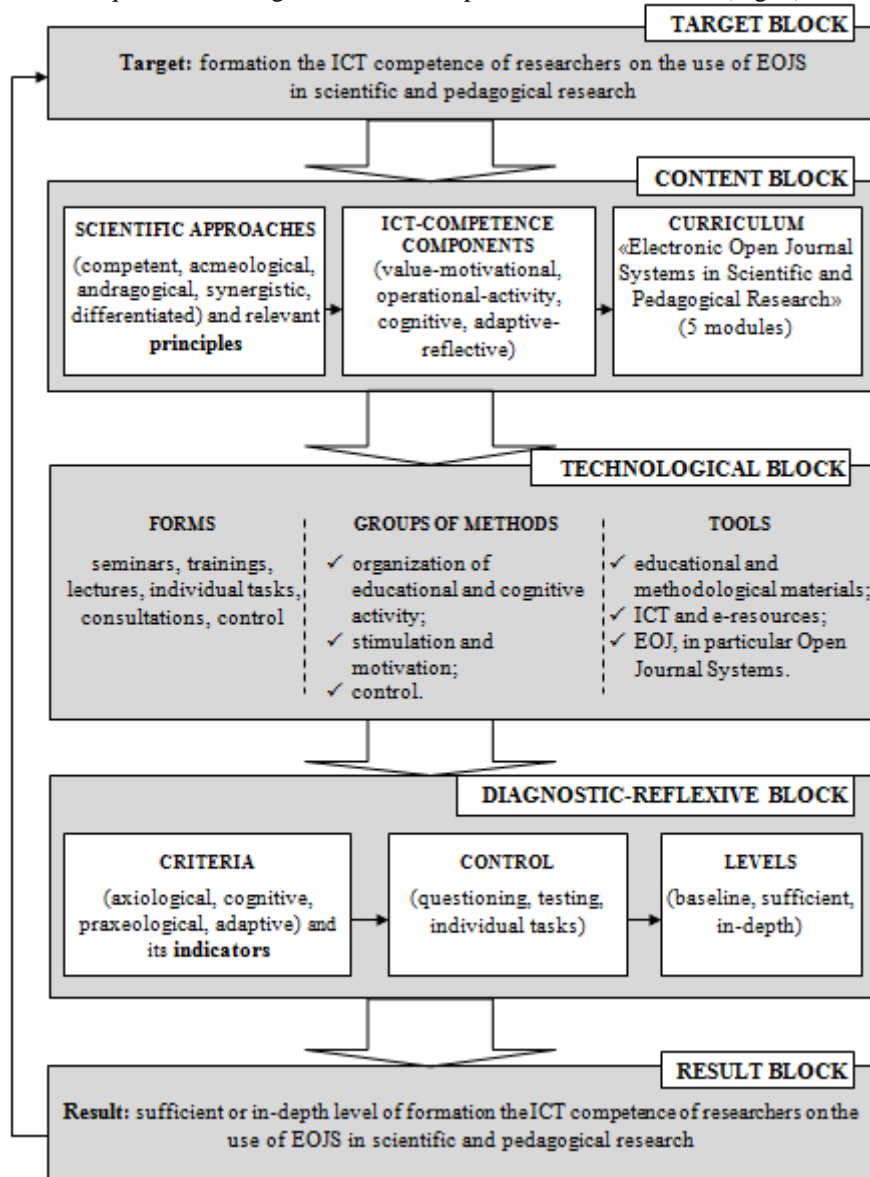 TARGET BLOCK
Target: formation the ICT competence of researchers on the use of EOJS
in scientific and pedagogical research
CONTENT BLOCK
SCIENTIFIC APPROACHES
(competent, acmeological,
andragogical, synergistic,
differentiated) and relevant
principles
ICT-COMPETENCE
COMPONENTS
(value-motivational,
operational-activity,
cognitive, adaptive-
reflective)
CURRICULUM
«Electronic Open Journal
Systems in Scientific and
Pedagogical Research»
(5 modules)
TECHNOLOGICAL BLOCK
FORMS
seminars, trainings,
lectures, individual tasks,
consultations, control
GROUPS OF METHODS
✓ organization of
educational and cognitive
activity;
✓ stimulation and
motivation;
✓ control.
TOOLS
✓ educational and
methodological materials;
✓ ICT and e-resources;
✓ EOJ, in particular Open
Journal Systems.
DIAGNOSTIC-REFLEXIVE BLOCK
CRITERIA
(axiological, cognitive,
praxeological, adaptive) and
its indicators
CONTROL
(questioning, testing,
individual tasks)
LEVELS
(baseline, sufficient,
in-depth)
RESULT BLOCK
Result: sufficient or in-depth level of formation the ICT competence of researchers on the
use of EOJS in scientific and pedagogical research